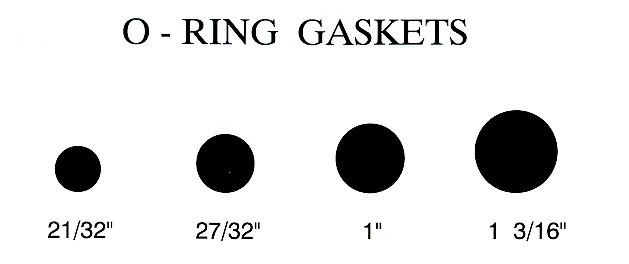 O - RING GASKETS
21/32" 27/32" 1" 1 3/16"